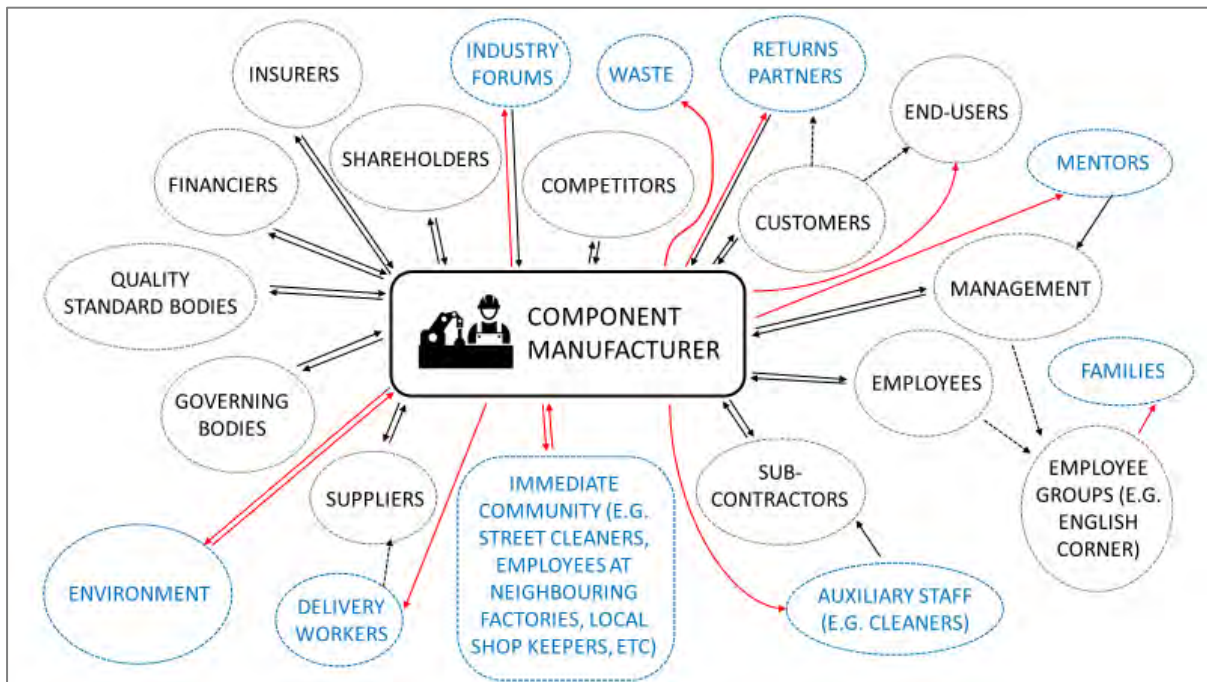 INSURERS
INDUSTRY
FORUMS
WASTE
RETURNS
PARTNERS
END-USERS
SHAREHOLDERS
MENTORS
FINANCIERS
COMPETITORS
CUSTOMERS
QUALITY
STANDARD BODIES
MANAGEMENT
COMPONENT
MANUFACTURER
FAMILIES
EMPLOYEES
GOVERNING
BODIES
SUPPLIERS
SUB-
CONTRACTORS
EMPLOYEE
GROUPS (E.G.
ENGLISH
CORNER)
IMMEDIATE
COMMUNITY (E.G.
STREET CLEANERS,
EMPLOYEES AT
NEIGHBOURING
FACTORIES, LOCAL
SHOP KEEPERS, ETC)
ENVIRONMENT
DELIVERY
WORKERS
AUXILIARY STAFF
(E.G. CLEANERS)